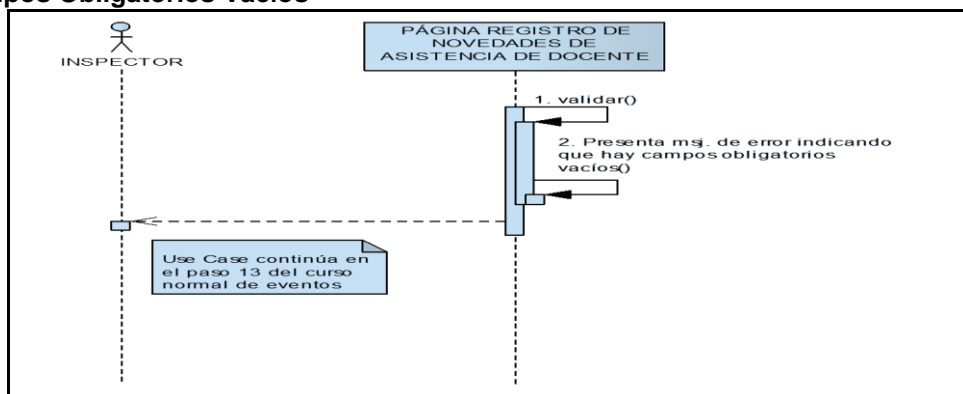 pos Obligatorios Vacíos
INSPECTOR
PÁGINA REGISTRO DE
NOVEDADES DE
ASISTENCIA DE DOCENTE
1. validar()
2. Presenta msj. de error indicando
que hay campos obligatorios
vacíos()
Use Case continúa en
el paso 13 del curso
normal de eventos